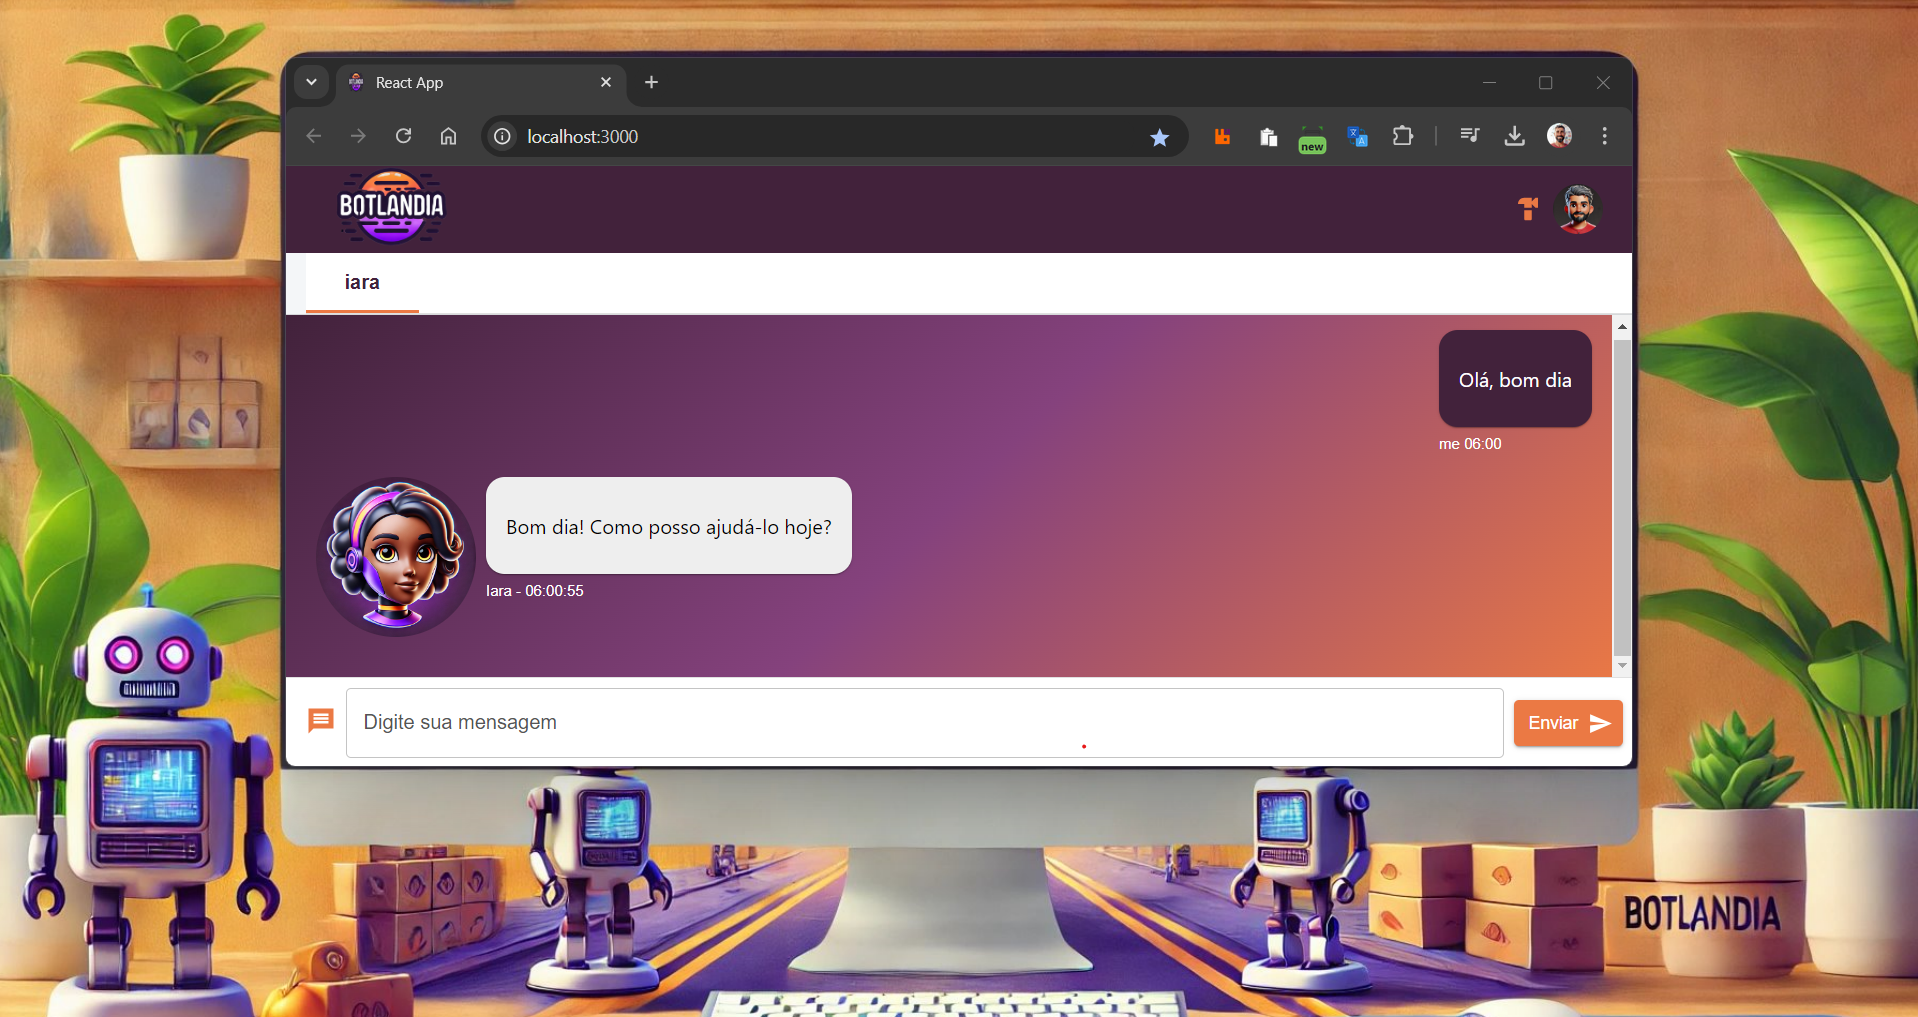 React App
localhost:3000
new
BOTLANDIA
iara
Olá, bom dia
me 06:00
Bom dia! Como posso ajudá-lo hoje?
Iara - 06:00:55
Digite sua mensagem
Enviar
BOTLANDIA